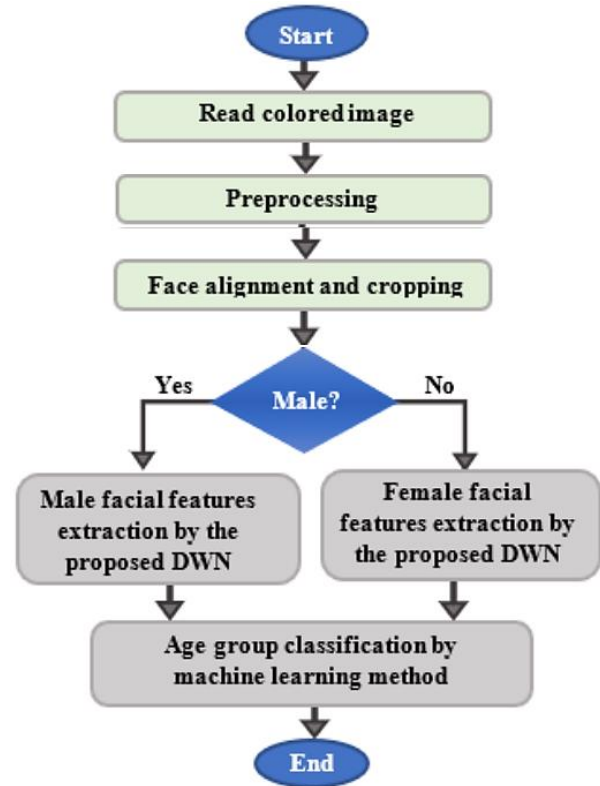 Start
Read colored image
Preprocessing
Face alignment and cropping
Male?
Yes
No
Male facial features
extraction by the
proposed DWN
Female facial
features extraction by
the proposed DWN
Age group classification by
machine learning method
End